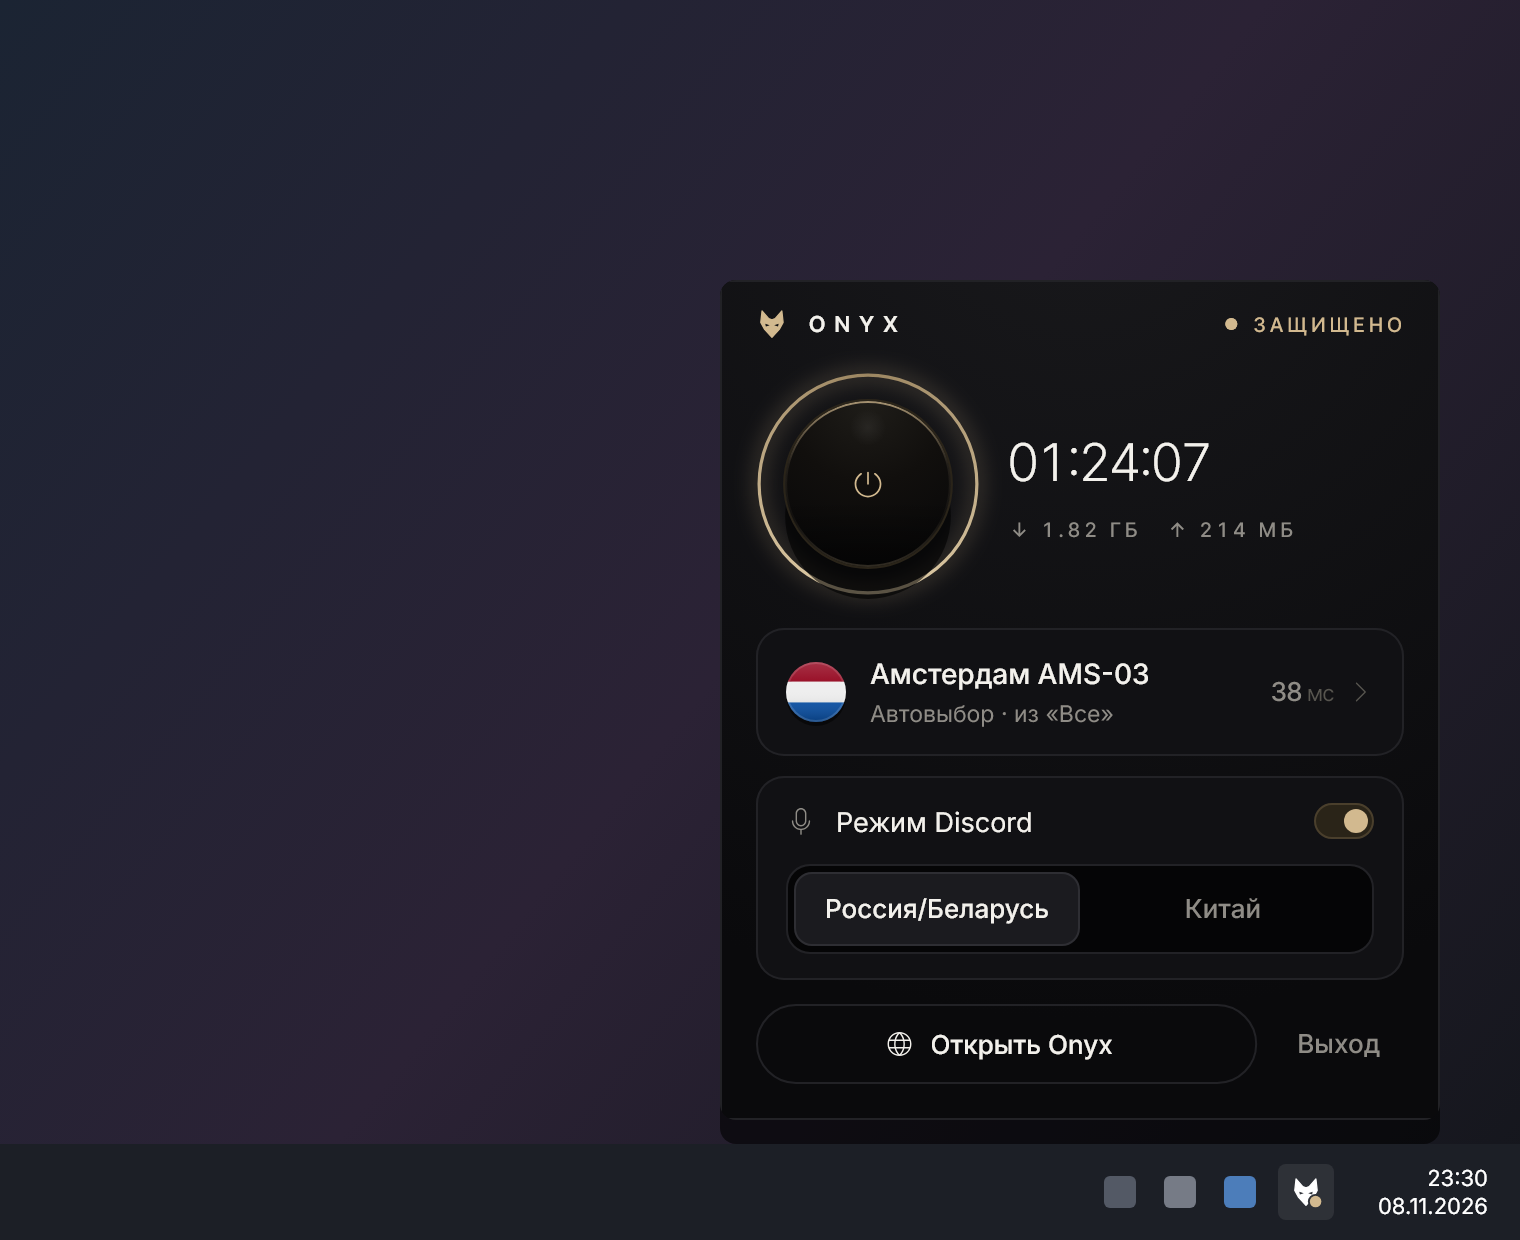 ONYX
ЗАЩИЩЕНО
01:24:07
↓ 1.82 ГБ ↑ 214 МБ
Амстердам AMS-03
Автовыбор · из «Все»
38 мс
Режим Discord
Россия/Беларусь
Китай
Открыть Onyx
Выход
23:30
08.11.2026